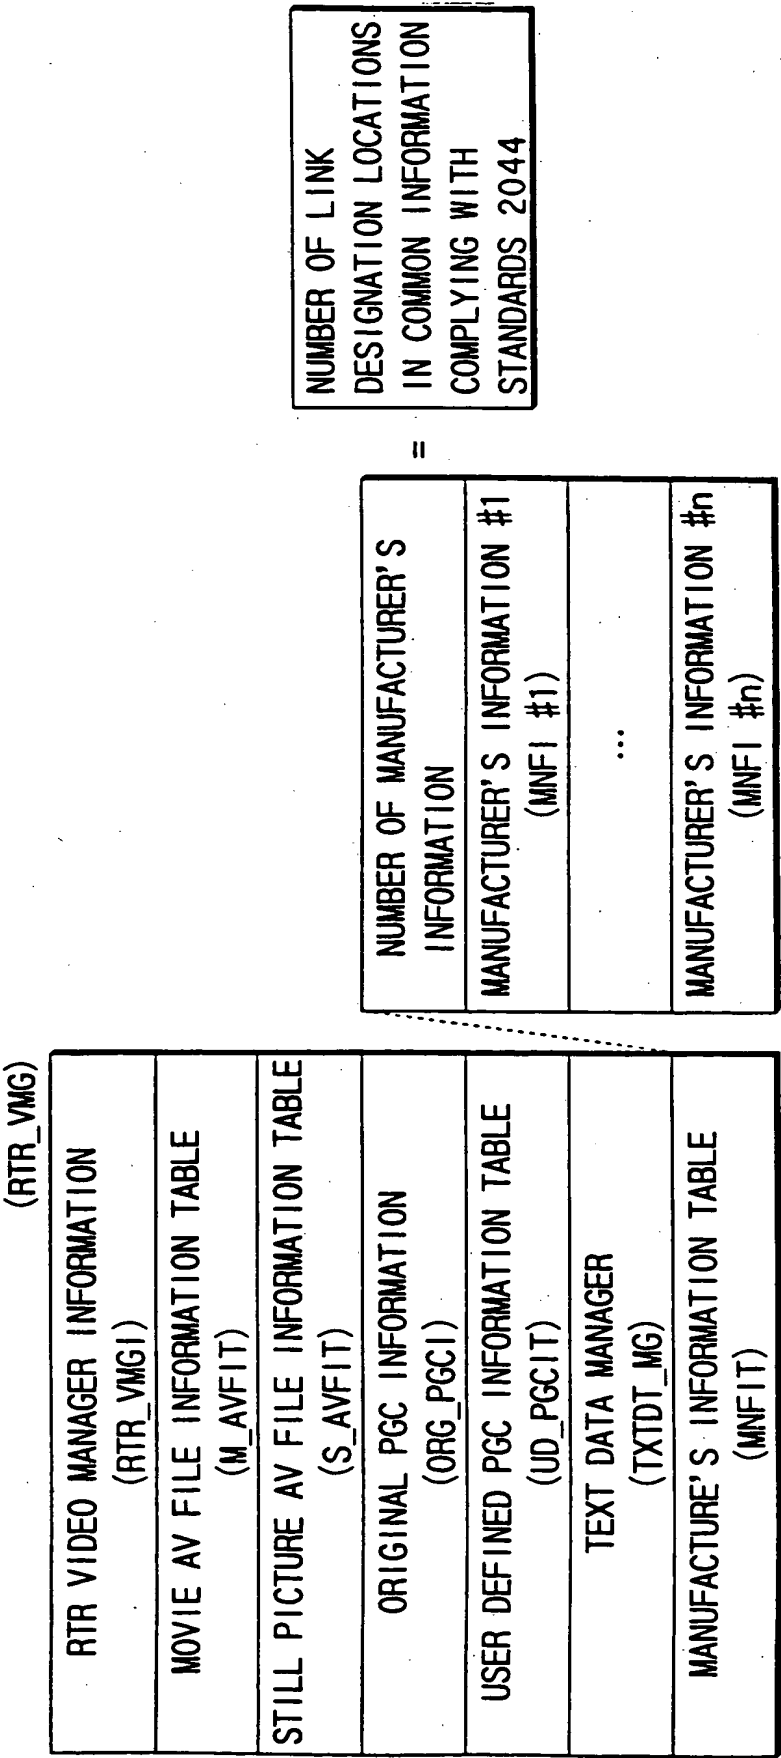 (RTR_VMG)
RTR VIDEO MANAGER INFORMATION
(RTR_VMGI)
MOVIE AV FILE INFORMATION TABLE
(M_AVFIT)
STILL PICTURE AV FILE INFORMATION TABLE
(S_AVFIT)
ORIGINAL PGC INFORMATION
(ORG_PGCI)
USER DEFINED PGC INFORMATION TABLE
(UD_PGCIT)
TEXT DATA MANAGER
(TXTDT_MG)
MANUFACTURE'S INFORMATION TABLE
(MNFIT)
NUMBER OF MANUFACTURER'S
INFORMATION
MANUFACTURER'S INFORMATION #1
(MNFI #1)
...
MANUFACTURER'S INFORMATION #n
(MNFI #n)
=
NUMBER OF LINK
DESIGNATION LOCATIONS
IN COMMON INFORMATION
COMPLYING WITH
STANDARDS 2044